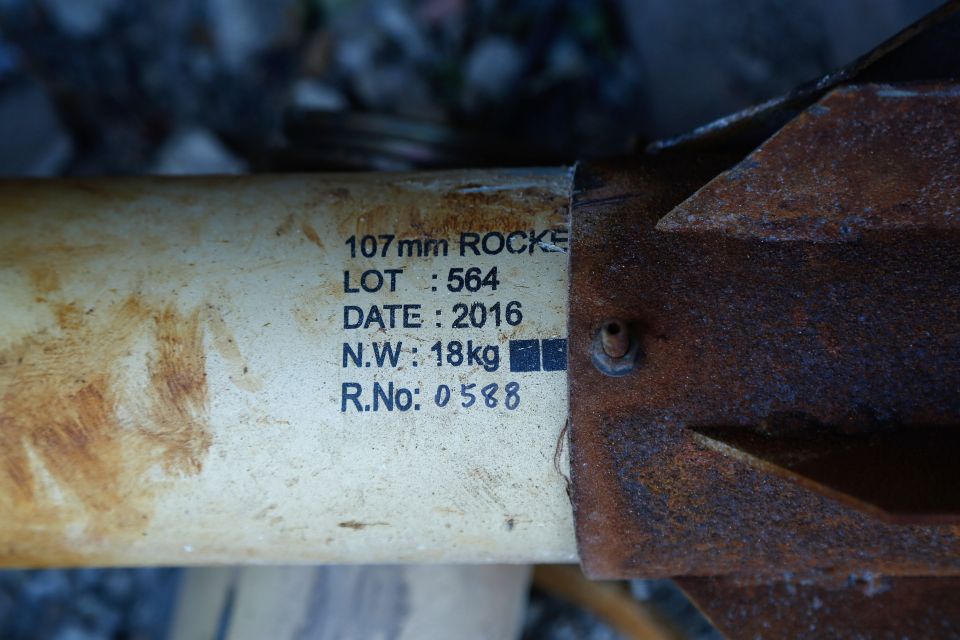 107mm ROCKE
LOT : 564
DATE : 2016
N.W : 18kg ■■
R.No: 0588